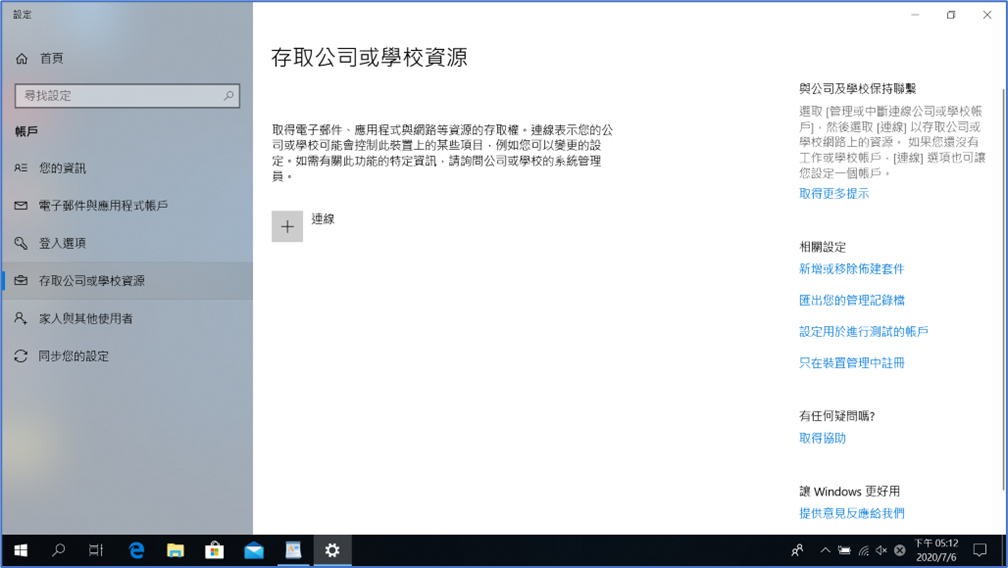 設定
首頁
尋找設定
帳戶
您的資訊
電子郵件與應用程式帳戶
登入選項
存取公司或學校資源
家人與其他使用者
同步您的設定
存取公司或學校資源
取得電子郵件、應用程式與網路等資源的存取權。連線表示您的公
司或學校可能會控制此裝置上的某些項目，例如您可以變更的設
定。如需有關此功能的特定資訊，請詢問公司或學校的系統管理
員。
連線
與公司及學校保持聯繫
選取 [管理或中斷連線公司或學校帳
戶]，然後選取 [連線] 以存取公司或
學校網路上的資源。 如果您還沒有
工作或學校帳戶，[連線] 選項也可讓
您設定一個帳戶。
取得更多提示
相關設定
新增或移除佈建套件
匯出您的管理記錄檔
設定用於進行測試的帳戶
只在裝置管理中註冊
有任何疑問嗎?
取得協助
讓 Windows 更好用
提供意見反應給我們
下午 05:12
2020/7/6